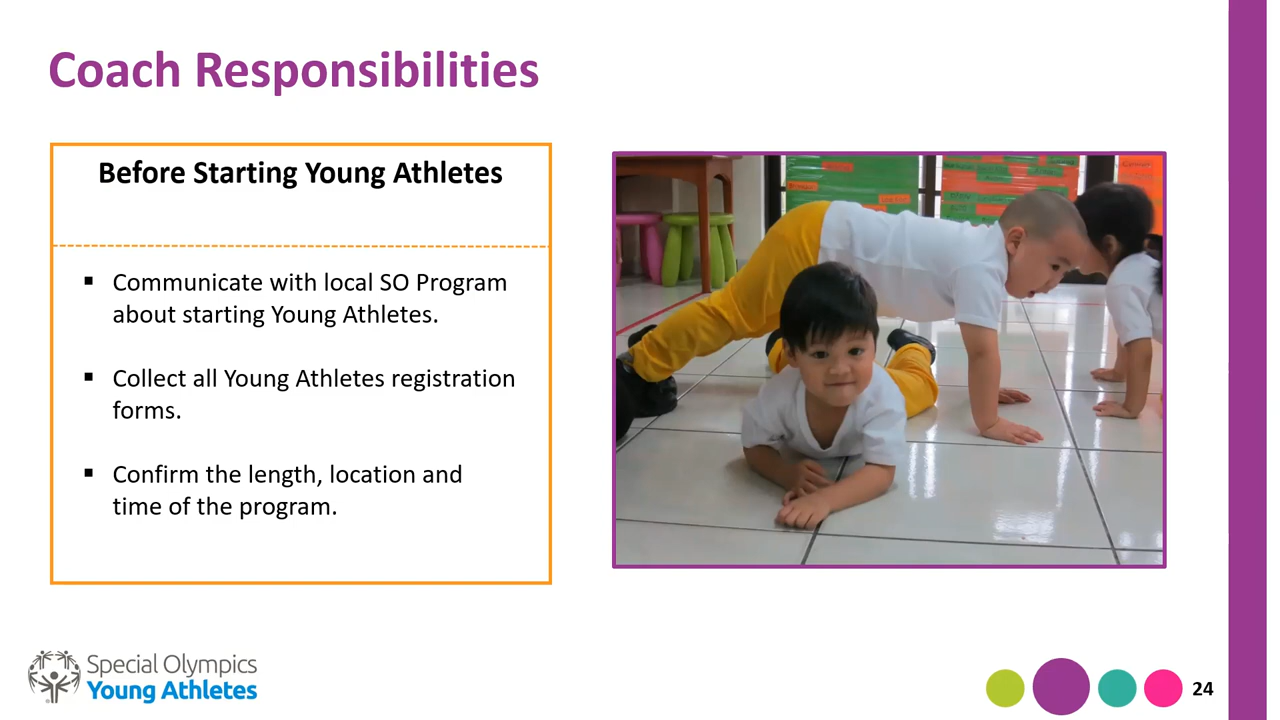 Coach Responsibilities
Before Starting Young Athletes
▪ Communicate with local SO Program
about starting Young Athletes.
▪ Collect all Young Athletes registration
forms.
▪ Confirm the length, location and
time of the program.
Special Olympics
Young Athletes
24